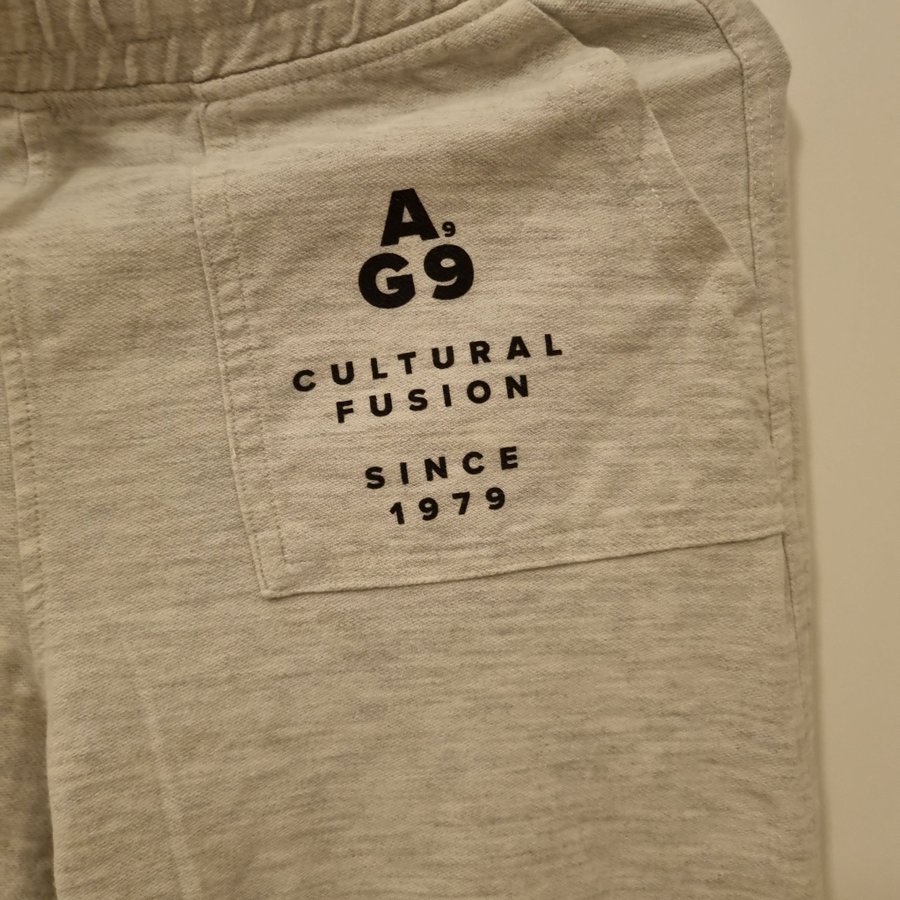 A9
G9
CULTURAL
FUSION
SINCE
1979